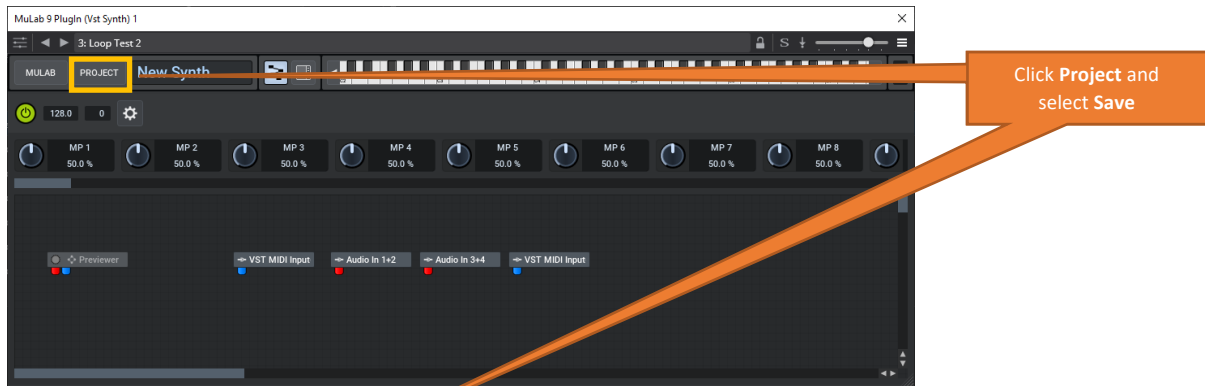 MuLab 9 PlugIn (Vst Synth) 1
3: Loop Test 2
S
MULAB PROJECT New Synth
Click Project and
select Save
128.0 0
MP 1 MP 2 MP 3 MP 4 MP 5 MP 6 MP 7 MP 8
50.0 % 50.0 % 50.0 % 50.0 % 50.0 % 50.0 % 50.0 % 50.0 %
Previewer VST MIDI Input Audio In 1+2 Audio In 3+4 VST MIDI Input